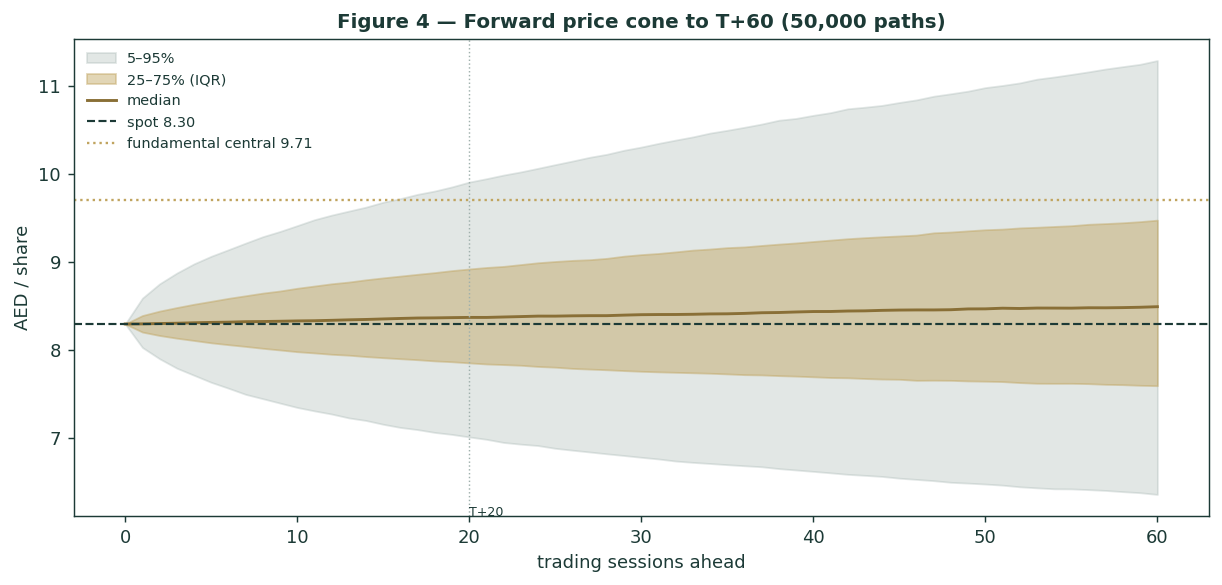 Figure 4 — Forward price cone to T+60 (50,000 paths)
5–95%
25–75% (IQR)
median
spot 8.30
fundamental central 9.71
AED / share
11
10
9
8
7
T+20
0 10 20 30 40 50 60
trading sessions ahead